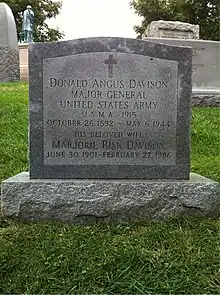 DONALD ANGUS DAVISON
MAJOR GENERAL
UNITED STATES ARMY
U.S.M.A. 1915
OCTOBER 26 1892 – MAY 6 1944
HIS BELOVED WIFE
MARJORIE RISK DAVISON
JUNE 30 1901–FEBRUARY 27 1986